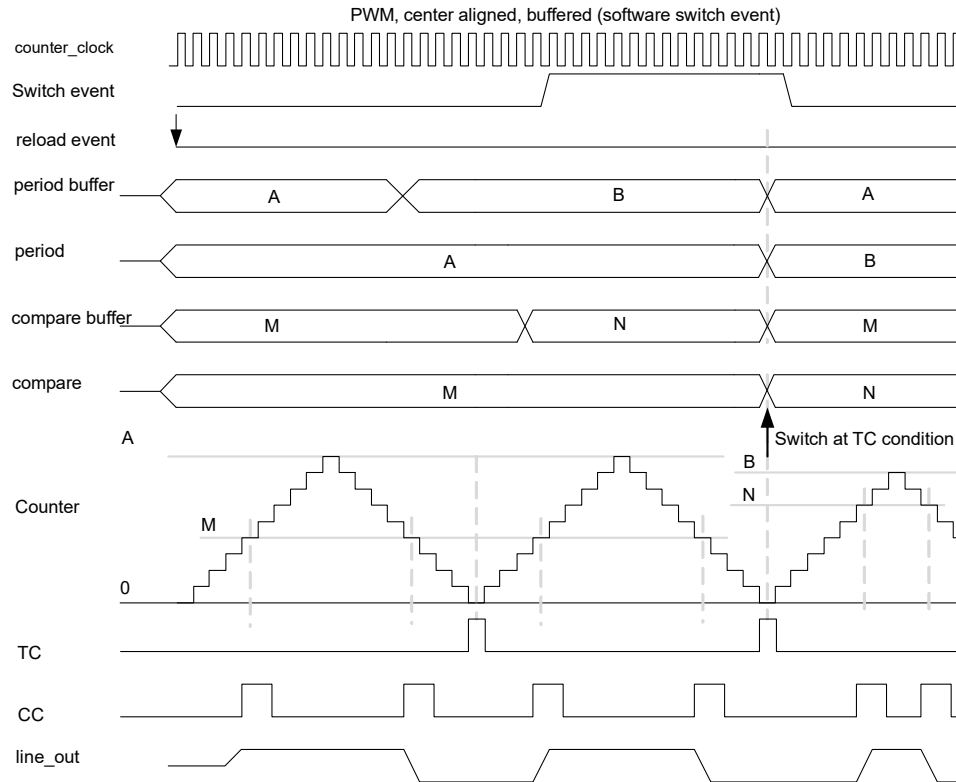 PWM, center aligned, buffered (software switch event)
counter_clock
Switch event
reload event
period buffer
A
B
A
period
A
B
compare buffer
M
N
M
compare
M
N
Switch at TC condition
A
B
N
Counter
M
0
TC
CC
line_out